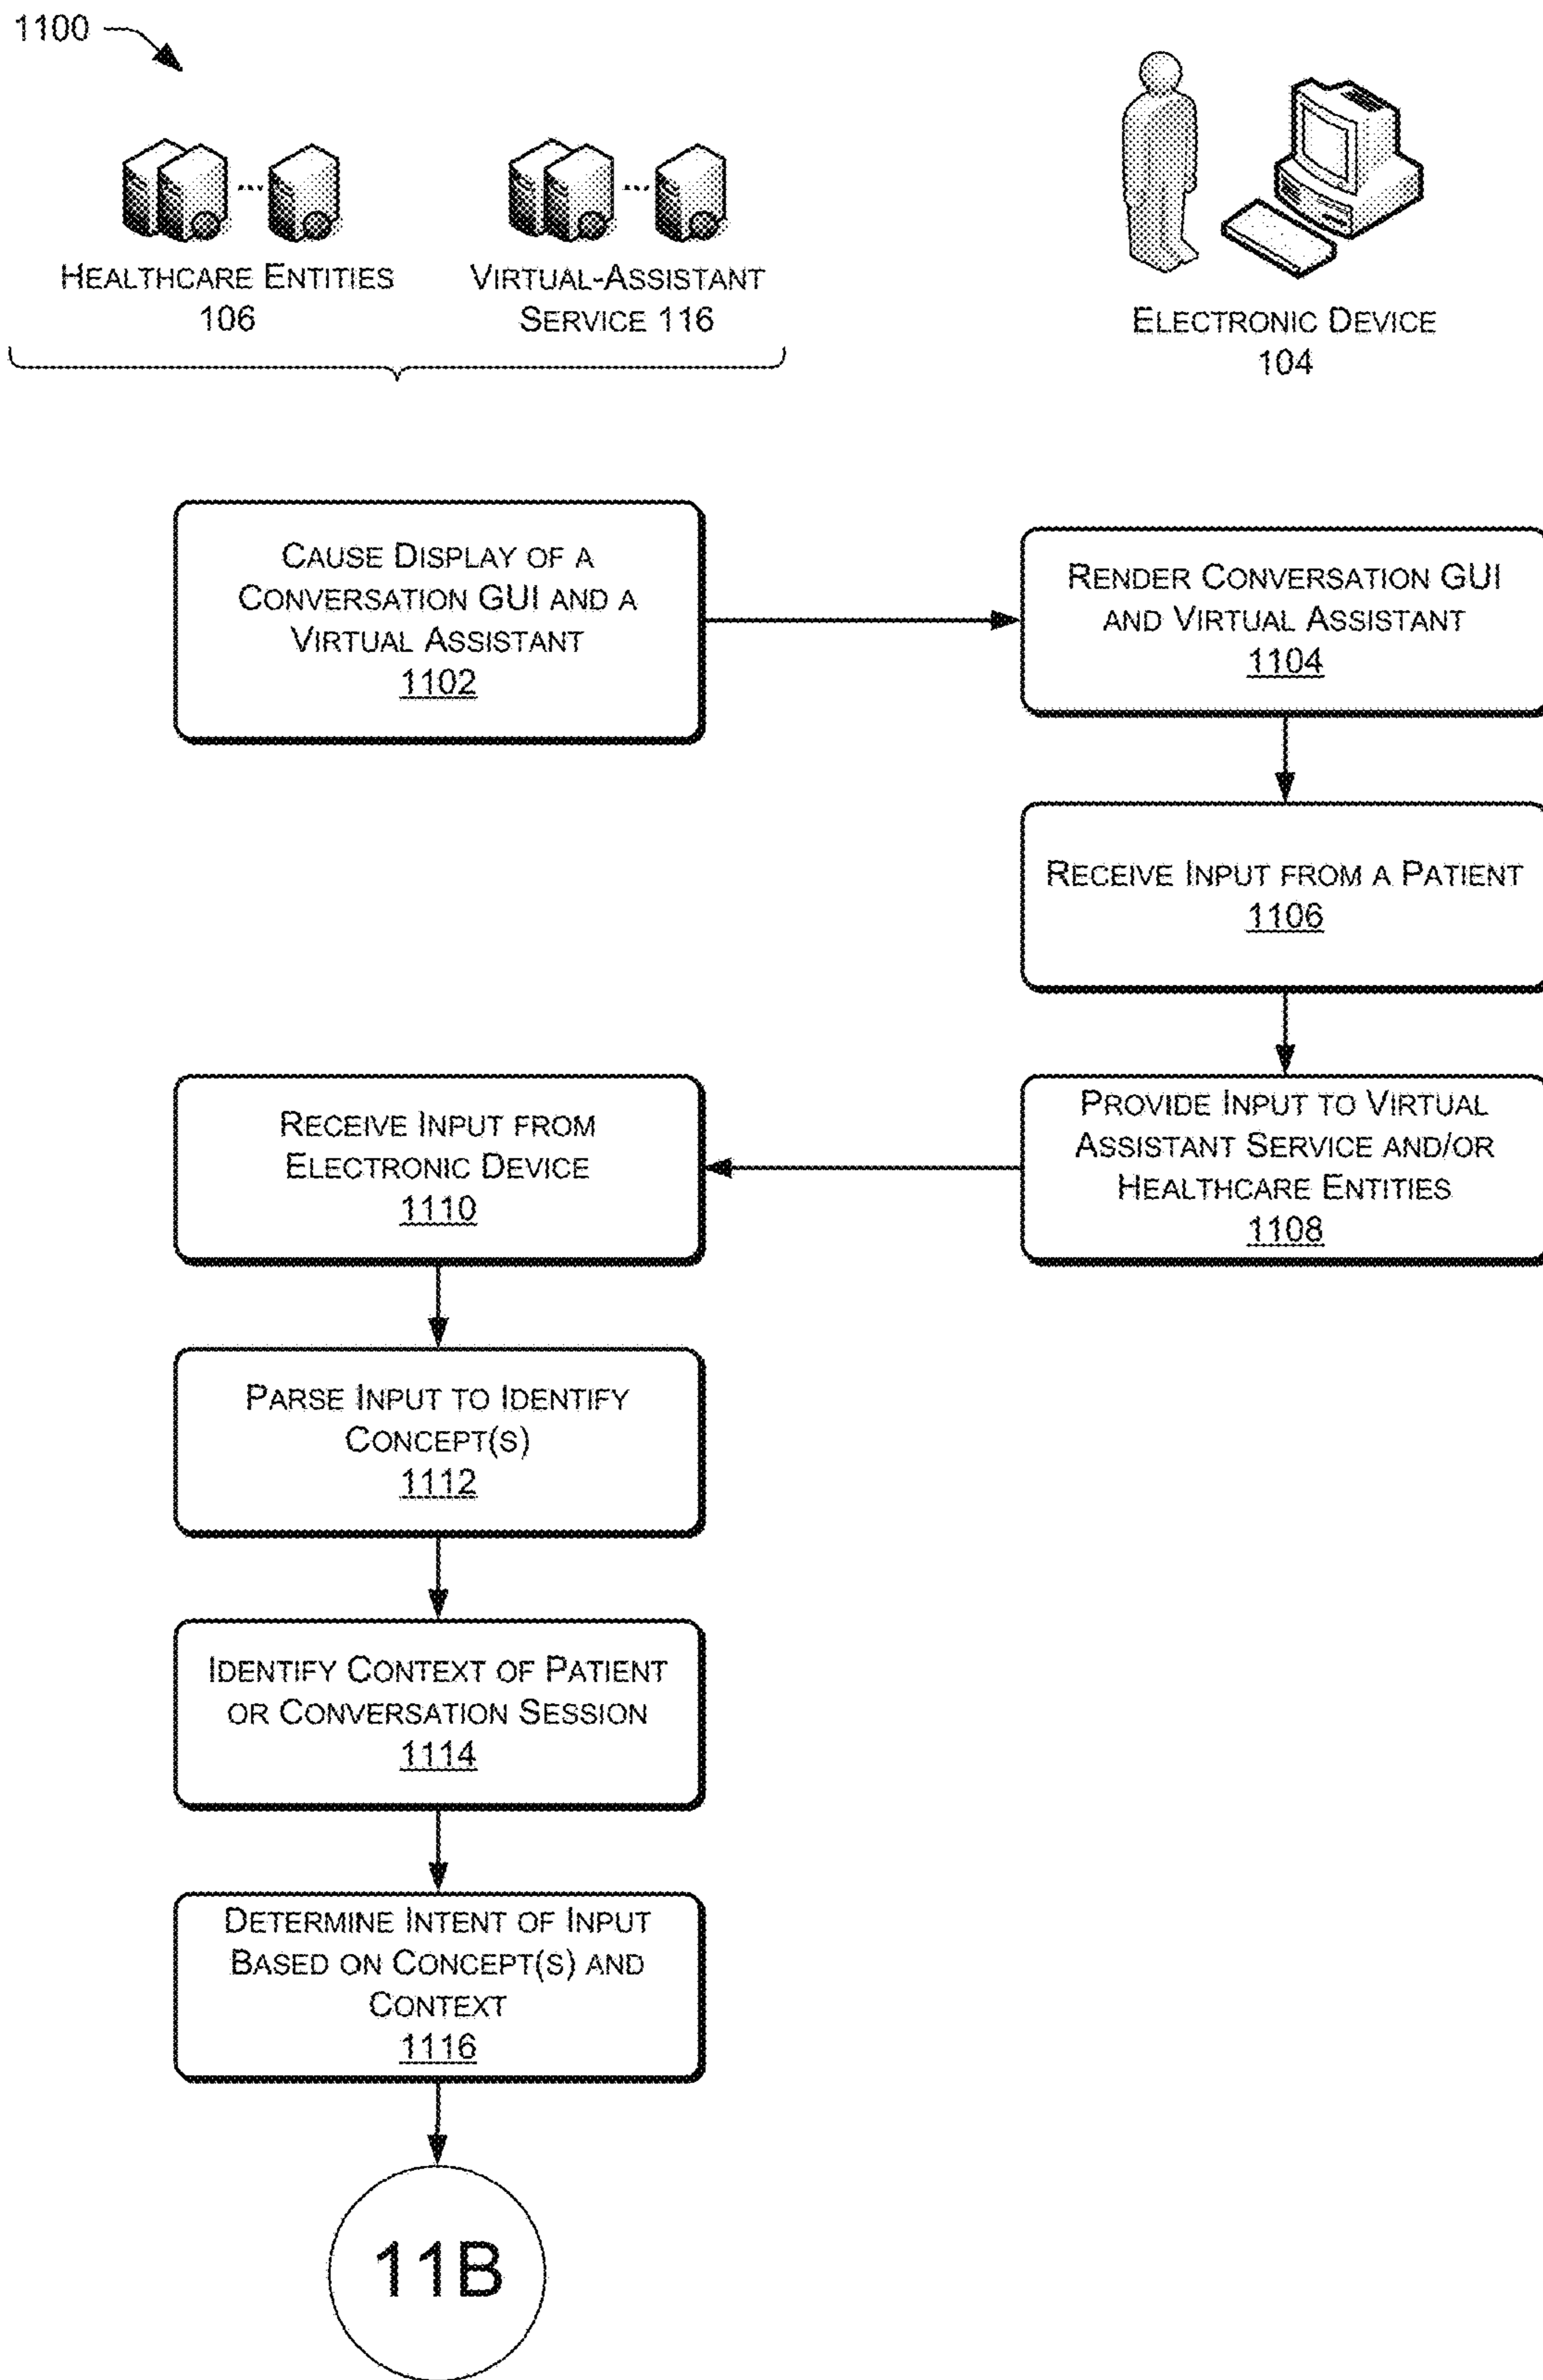 1100
HEALTHCARE ENTITIES
106
VIRTUAL-ASSISTANT
SERVICE 116
ELECTRONIC DEVICE
104
CAUSE DISPLAY OF A
CONVERSATION GUI AND A
VIRTUAL ASSISTANT
1102
RENDER CONVERSATION GUI
AND VIRTUAL ASSISTANT
1104
RECEIVE INPUT FROM A PATIENT
1106
PROVIDE INPUT TO VIRTUAL
ASSISTANT SERVICE AND/OR
HEALTHCARE ENTITIES
1108
RECEIVE INPUT FROM
ELECTRONIC DEVICE
1110
PARSE INPUT TO IDENTIFY
CONCEPT(S)
1112
IDENTIFY CONTEXT OF PATIENT
OR CONVERSATION SESSION
1114
DETERMINE INTENT OF INPUT
BASED ON CONCEPT(S) AND
CONTEXT
1116
11B